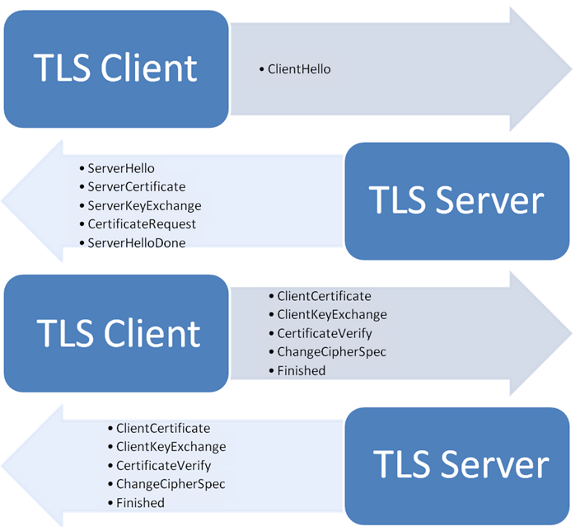 TLS Client
• ClientHello
• ServerHello
• ServerCertificate
• ServerKeyExchange
• CertificateRequest
• ServerHelloDone
TLS Server
TLS Client
• ClientCertificate
• ClientKeyExchange
• CertificateVerify
• ChangeCipherSpec
• Finished
• ClientCertificate
• ClientKeyExchange
• CertificateVerify
• ChangeCipherSpec
• Finished
TLS Server